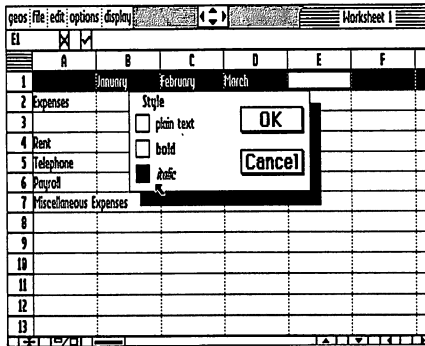 geos file edit options display Worksheet 1
E1
A B C D E F
1 January February March
2 Expenses
Style
plain text
OK
3
bold
4 Rent
Cancel
5 Telephone
italic
6 Payroll
7 Miscellaneous Expenses
8
9
10
11
12
13